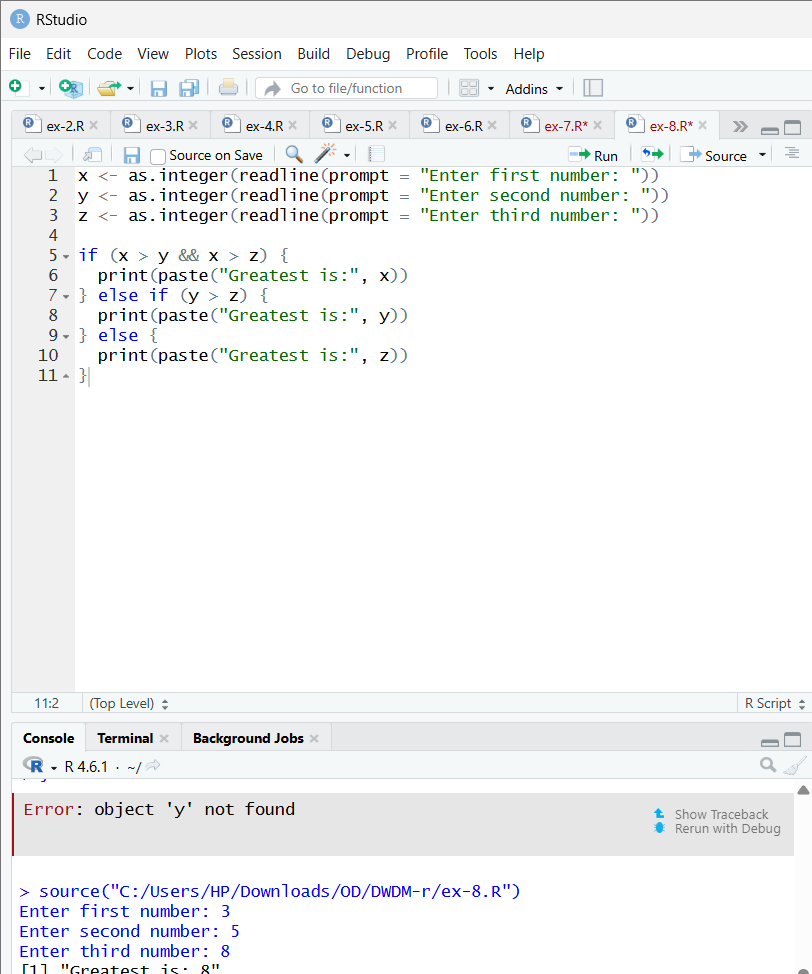 RStudio
File Edit Code View Plots Session Build Debug Profile Tools Help
Go to file/function Addins
ex-2.R ex-3.R ex-4.R ex-5.R ex-6.R ex-7.R* ex-8.R*
Source on Save Run Source
1 x <- as.integer(readline(prompt = "Enter first number: "))
2 y <- as.integer(readline(prompt = "Enter second number: "))
3 z <- as.integer(readline(prompt = "Enter third number: "))
4
5 if (x > y && x > z) {
6   print(paste("Greatest is:", x))
7 } else if (y > z) {
8   print(paste("Greatest is:", y))
9 } else {
10   print(paste("Greatest is:", z))
11 }
11:2 (Top Level) R Script
Console Terminal Background Jobs
R 4.6.1 · ~/
Error: object 'y' not found
Show Traceback
Rerun with Debug
> source("C:/Users/HP/Downloads/OD/DWDM-r/ex-8.R")
Enter first number: 3
Enter second number: 5
Enter third number: 8
[1] "Greatest is: 8"